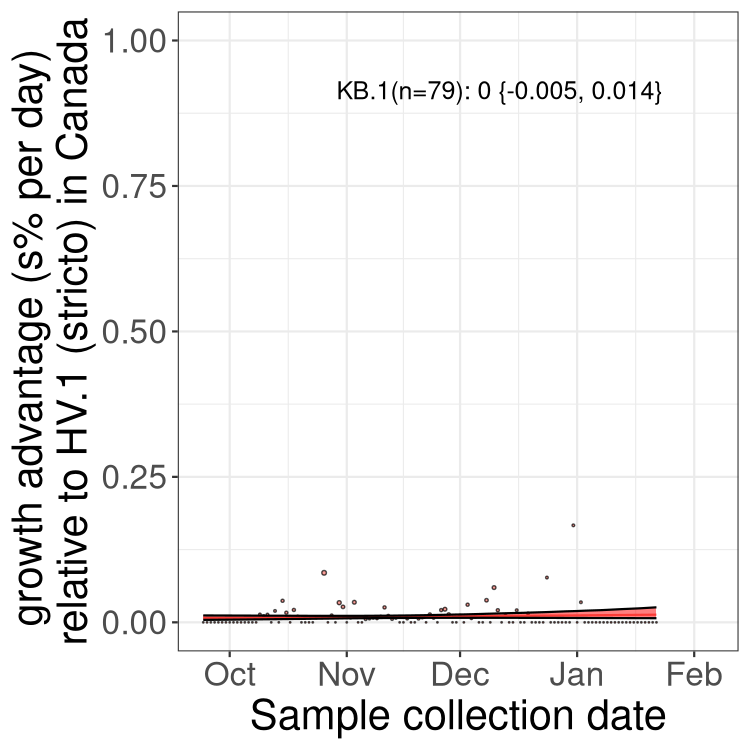 growth advantage (s% per day)
relative to HV.1 (stricto) in Canada
1.00
0.75
0.50
0.25
0.00
KB.1(n=79): 0 {-0.005, 0.014}
Oct Nov Dec Jan Feb
Sample collection date